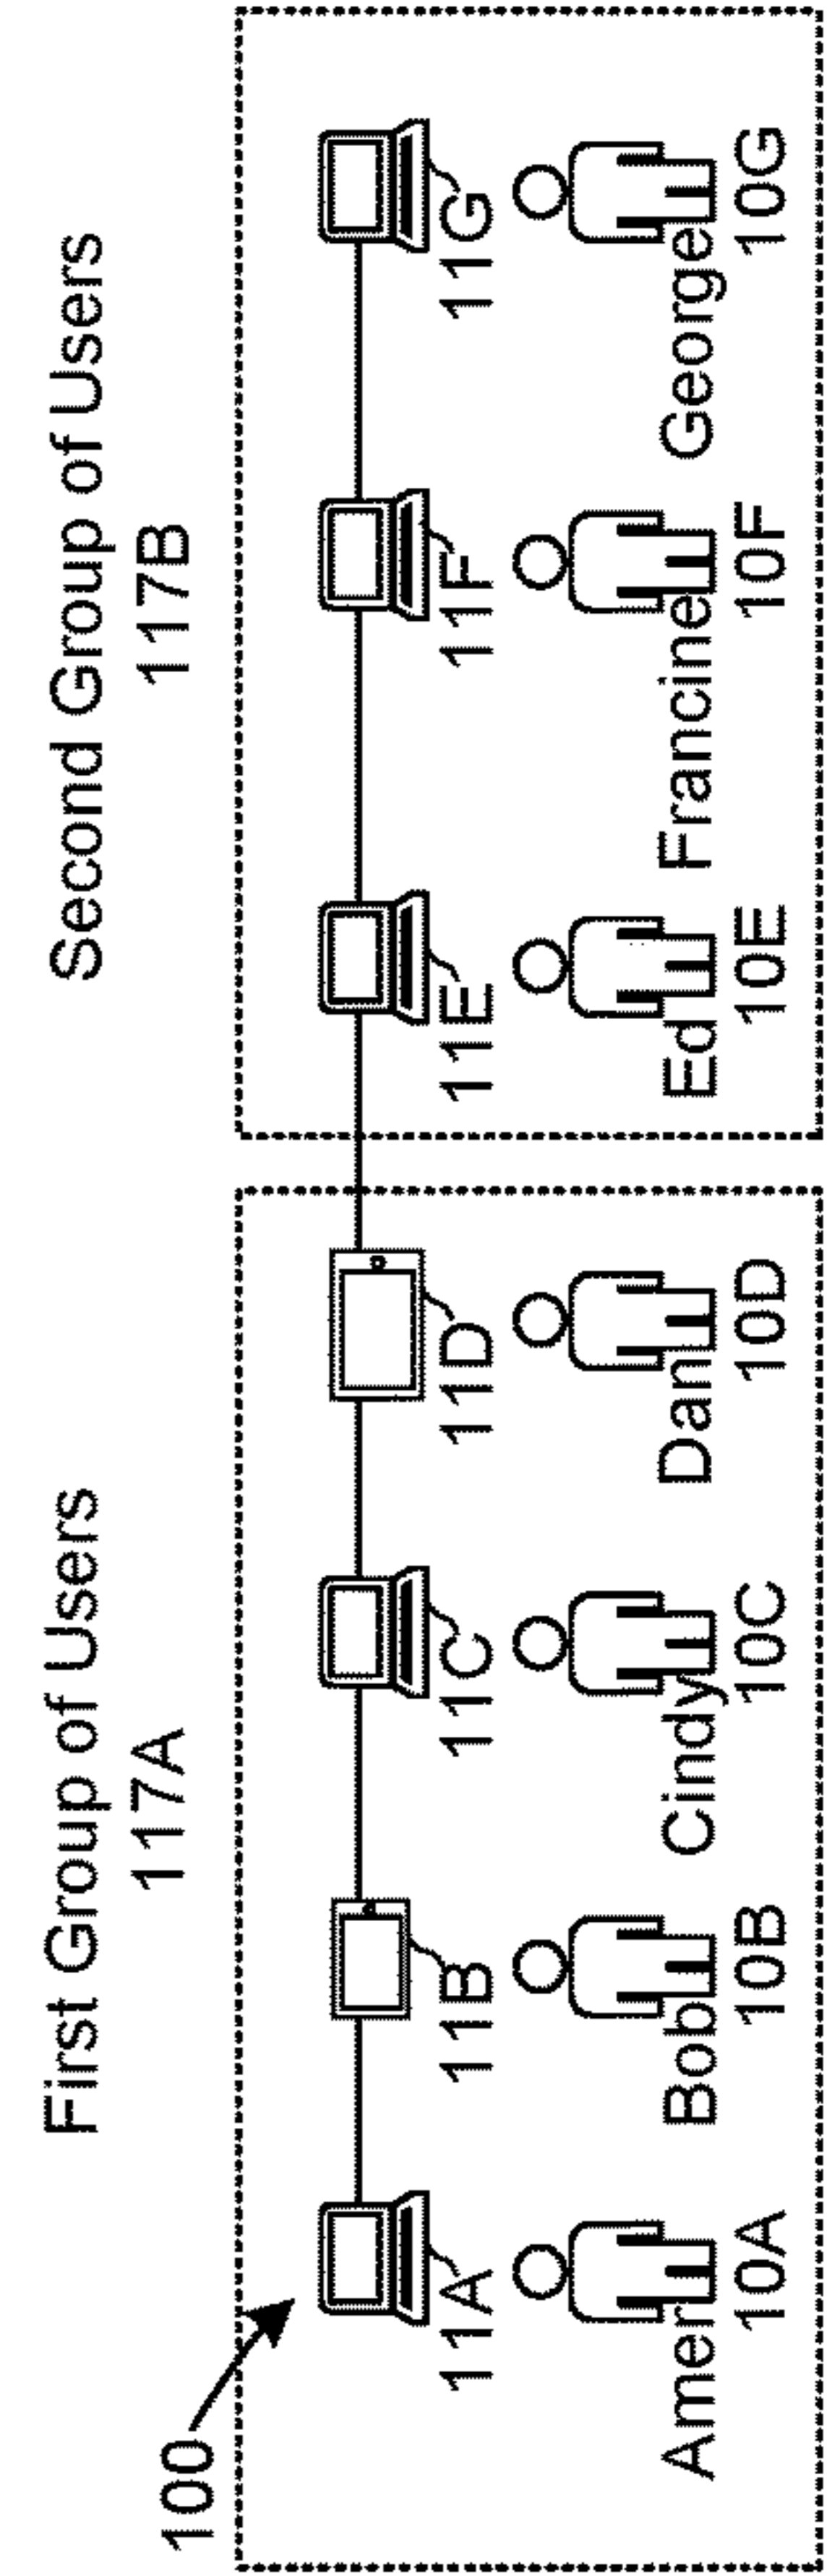 First Group of Users
117A
Second Group of Users
117B
100
11A
11B
11C
11D
11E
11F
11G
Amer
Bob
Cindy
Dan
Ed
Francine
George
10A
10B
10C
10D
10E
10F
10G